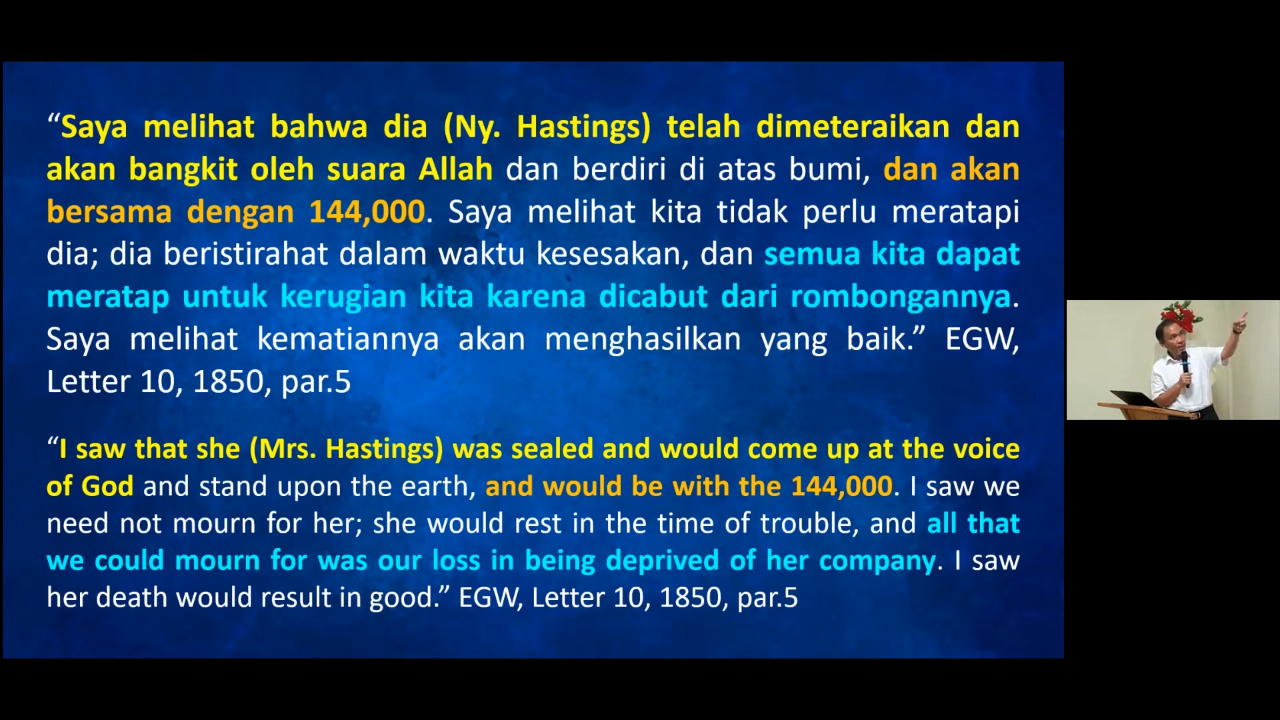 “Saya melihat bahwa dia (Ny. Hastings) telah dimeteraikan dan
akan bangkit oleh suara Allah dan berdiri di atas bumi, dan akan
bersama dengan 144,000. Saya melihat kita tidak perlu meratapi
dia; dia beristirahat dalam waktu kesesakan, dan semua kita dapat
meratap untuk kerugian kita karena dicabut dari rombongannya.
Saya melihat kematiannya akan menghasilkan yang baik.” EGW,
Letter 10, 1850, par.5
“I saw that she (Mrs. Hastings) was sealed and would come up at the voice
of God and stand upon the earth, and would be with the 144,000. I saw we
need not mourn for her; she would rest in the time of trouble, and all that
we could mourn for was our loss in being deprived of her company. I saw
her death would result in good.” EGW, Letter 10, 1850, par.5